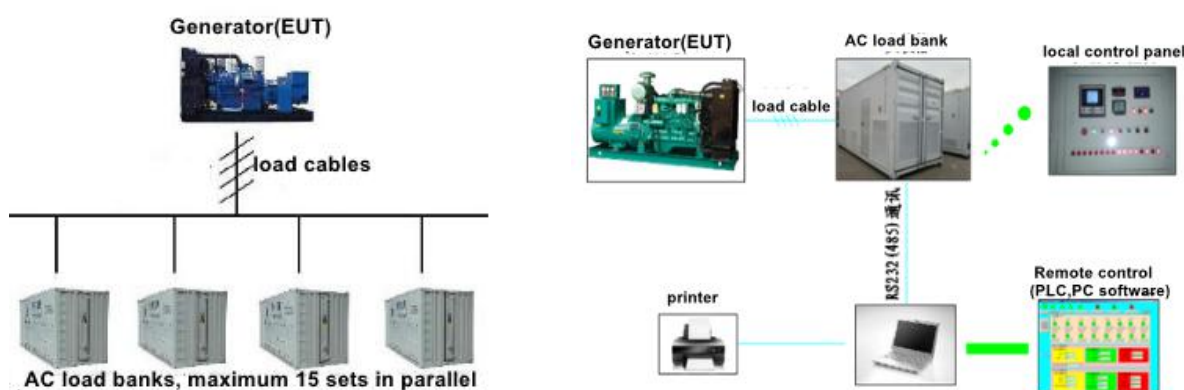 Generator(EUT)
load cables
AC load banks, maximum 15 sets in parallel
Generator(EUT)
AC load bank
local control panel
load cable
RS232 (485) 通讯
Remote control
(PLC,PC software)
printer